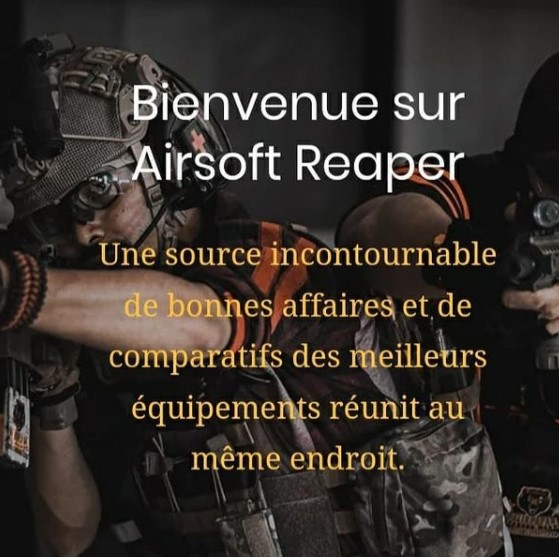 Bienvenue sur
Airsoft Reaper
Une source incontournable
de bonnes affaires et de
comparatifs des meilleurs
équipements réunit au
même endroit.